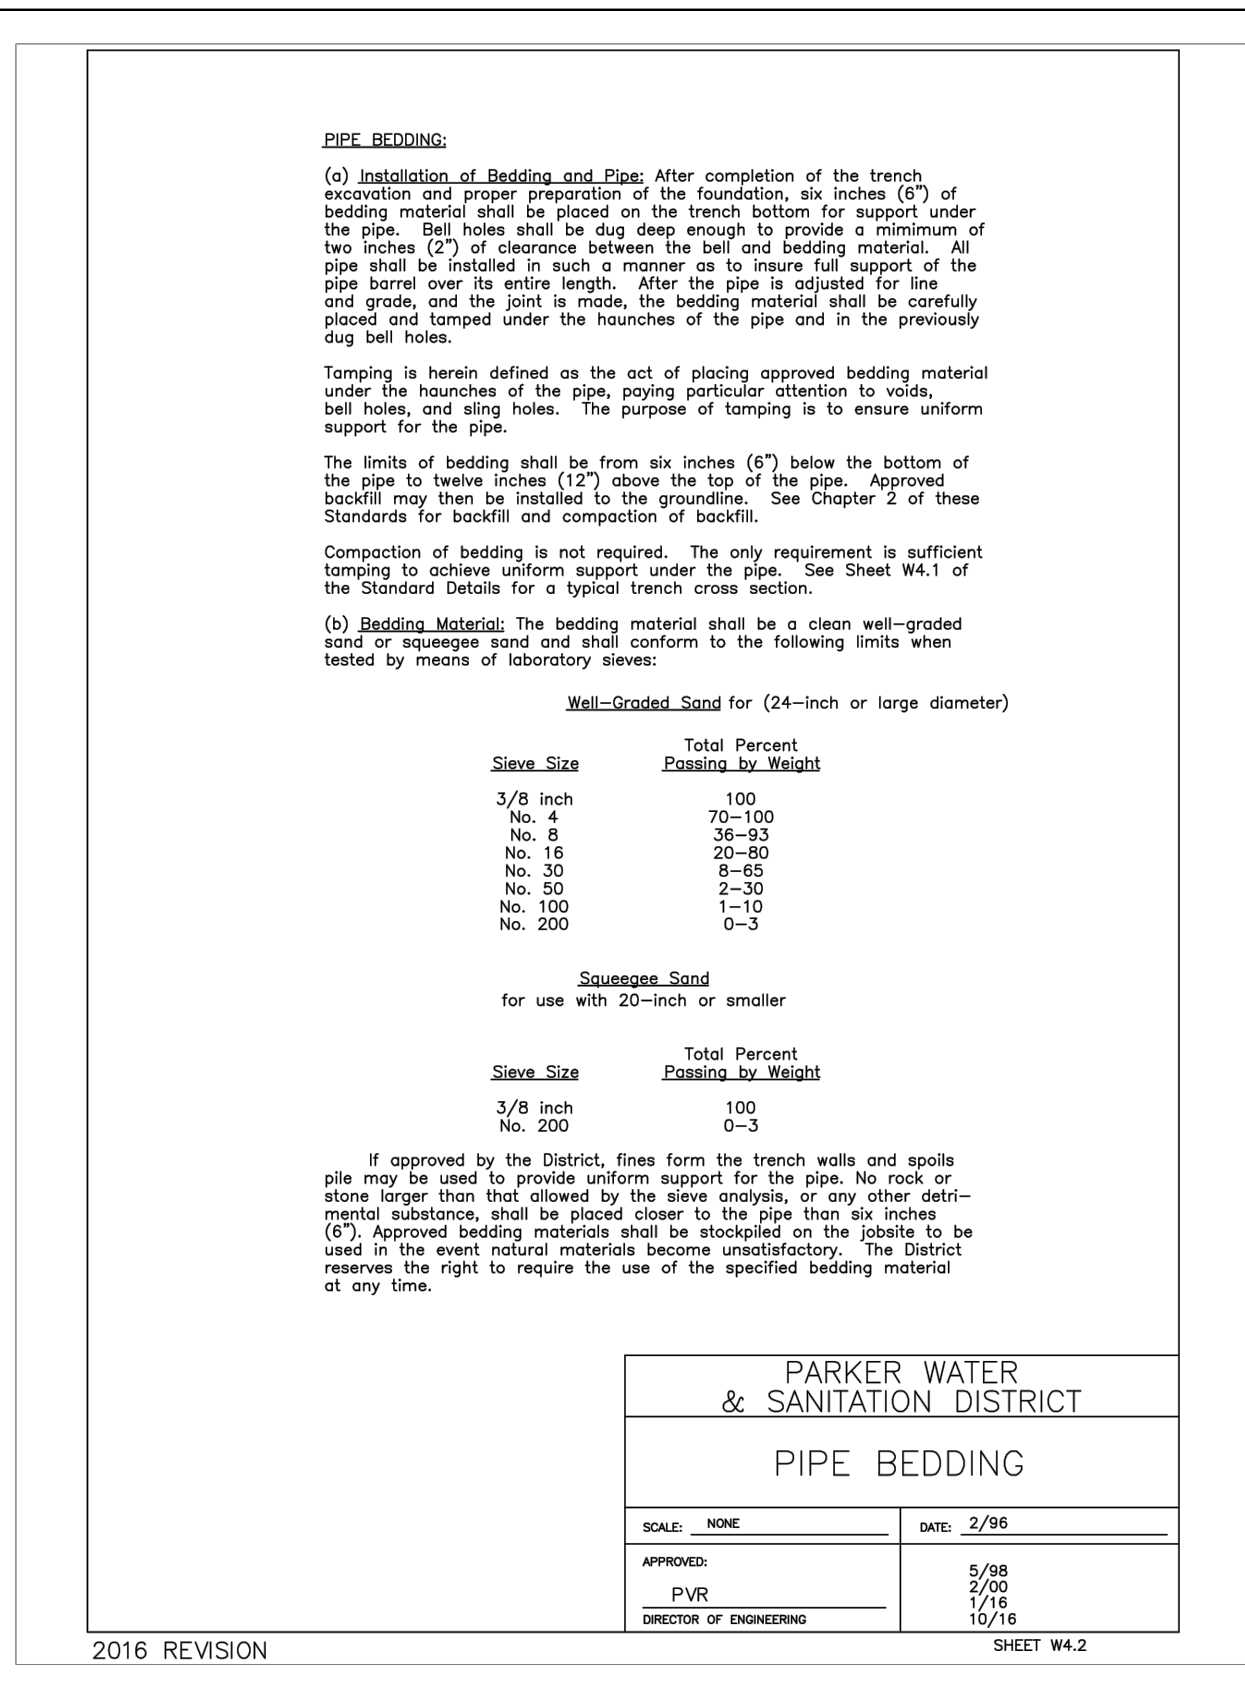 PIPE BEDDING:
(a) Installation of Bedding and Pipe: After completion of the trench
excavation and proper preparation of the foundation, six inches (6") of
bedding material shall be placed on the trench bottom for support under
the pipe. Bell holes shall be dug deep enough to provide a mimimum of
two inches (2") of clearance between the bell and bedding material. All
pipe shall be installed in such a manner as to insure full support of the
pipe barrel over its entire length. After the pipe is adjusted for line
and grade, and the joint is made, the bedding material shall be carefully
placed and tamped under the haunches of the pipe and in the previously
dug bell holes.
Tamping is herein defined as the act of placing approved bedding material
under the haunches of the pipe, paying particular attention to voids,
bell holes, and sling holes. The purpose of tamping is to ensure uniform
support for the pipe.
The limits of bedding shall be from six inches (6") below the bottom of
the pipe to twelve inches (12") above the top of the pipe. Approved
backfill may then be installed to the groundline. See Chapter 2 of these
Standards for backfill and compaction of backfill.
Compaction of bedding is not required. The only requirement is sufficient
tamping to achieve uniform support under the pipe. See Sheet W4.1 of
the Standard Details for a typical trench cross section.
(b) Bedding Material: The bedding material shall be a clean well-graded
sand or squeegee sand and shall conform to the following limits when
tested by means of laboratory sieves:
Well-Graded Sand for (24-inch or large diameter)
Total Percent
Sieve Size Passing by Weight
3/8 inch 100
No. 4 70-100
No. 8 36-93
No. 16 20-80
No. 30 8-65
No. 50 2-30
No. 100 1-10
No. 200 0-3
Squeegee Sand
for use with 20-inch or smaller
Total Percent
Sieve Size Passing by Weight
3/8 inch 100
No. 200 0-3
If approved by the District, fines form the trench walls and spoils
pile may be used to provide uniform support for the pipe. No rock or
stone larger than that allowed by the sieve analysis, or any other detri-
mental substance, shall be placed closer to the pipe than six inches
(6"). Approved bedding materials shall be stockpiled on the jobsite to be
used in the event natural materials become unsatisfactory. The District
reserves the right to require the use of the specified bedding material
at any time.
PARKER WATER
& SANITATION DISTRICT
PIPE BEDDING
SCALE: NONE DATE: 2/96
APPROVED:
PVR
DIRECTOR OF ENGINEERING
5/98
2/00
1/16
10/16
2016 REVISION SHEET W4.2